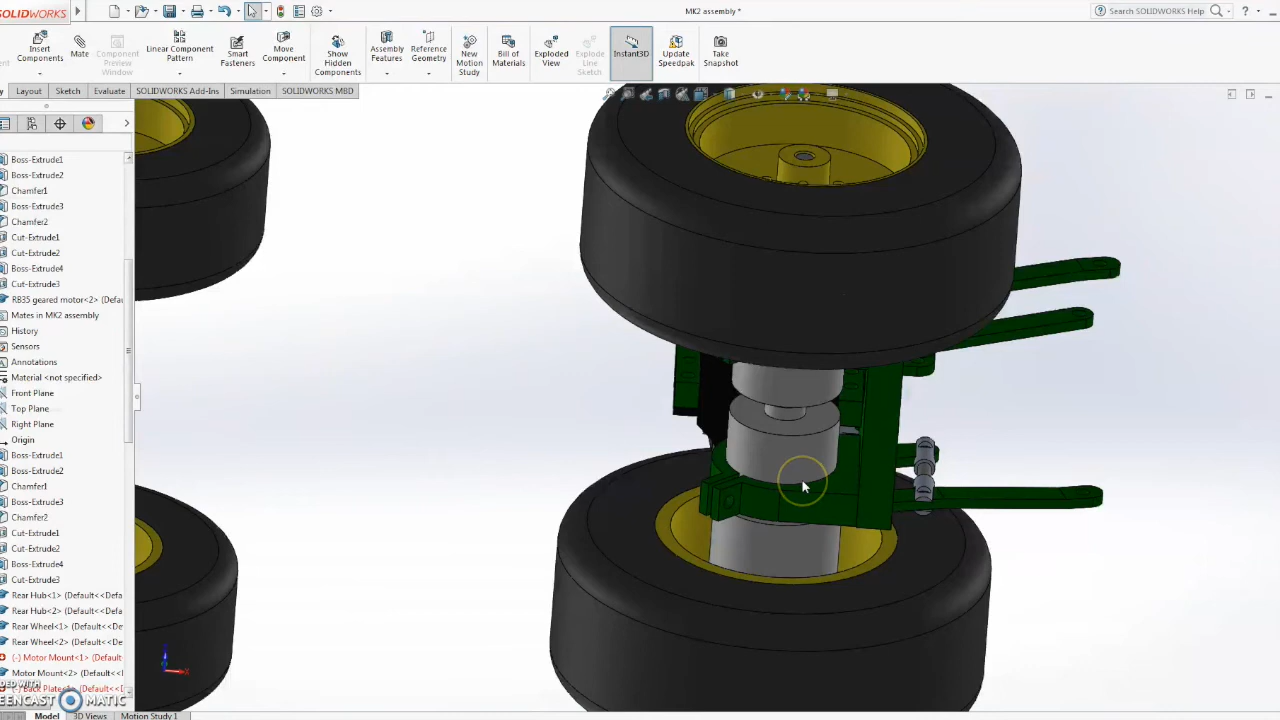 SOLIDWORKS
MK2 assembly *
Search SOLIDWORKS Help
?
Insert Components
Mate
Component Preview Window
Linear Component Pattern
Smart Fasteners
Move Component
Show Hidden Components
Assembly Features
Reference Geometry
New Motion Study
Bill of Materials
Exploded View
Explode Line Sketch
Instant3D
Update Speedpak
Take Snapshot
Layout
Sketch
Evaluate
SOLIDWORKS Add-Ins
Simulation
SOLIDWORKS MBD
Boss-Extrude1
Boss-Extrude2
Chamfer1
Boss-Extrude3
Chamfer2
Cut-Extrude1
Cut-Extrude2
Boss-Extrude4
Cut-Extrude3
RB35 geared motor<2> (Defau
Mates in MK2 assembly
History
Sensors
Annotations
Material <not specified>
Front Plane
Top Plane
Right Plane
Origin
Boss-Extrude1
Boss-Extrude2
Chamfer1
Boss-Extrude3
Chamfer2
Cut-Extrude1
Cut-Extrude2
Boss-Extrude4
Cut-Extrude3
Rear Hub<1> (Default<<Defa
Rear Hub<2> (Default<<Defa
Rear Wheel<1> (Default<<De
Rear Wheel<2> (Default<<De
(-) Motor Mount<1> (Default
Motor Mount<2> (Default<<D
DED WITH
EENCAST MATIC
Model
3D Views
Motion Study 1